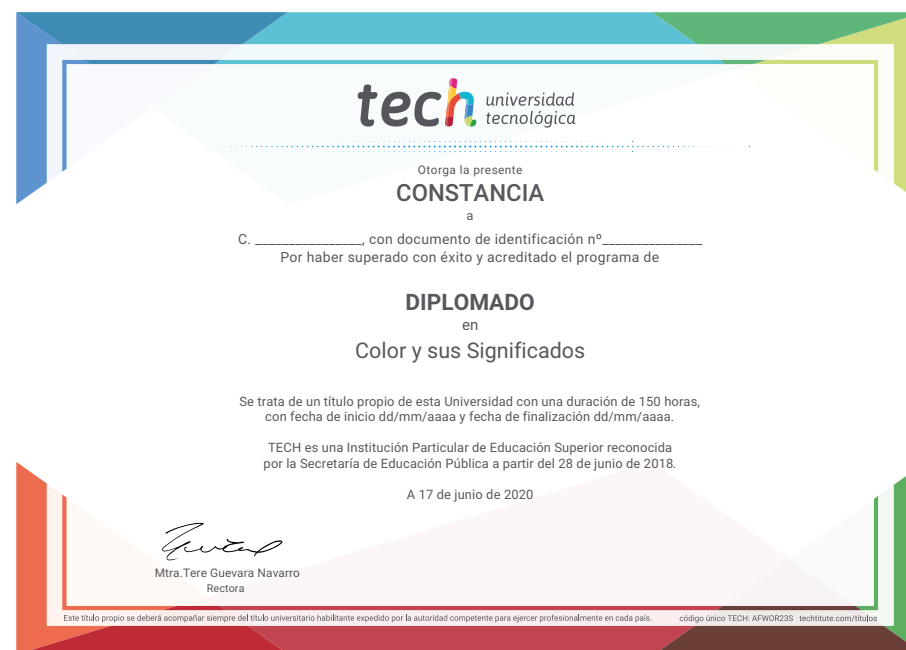 tech universidad
tecnológica
Otorga la presente
CONSTANCIA
a
C. ________________, con documento de identificación nº_______________
Por haber superado con éxito y acreditado el programa de
DIPLOMADO
en
Color y sus Significados
Se trata de un título propio de esta Universidad con una duración de 150 horas,
con fecha de inicio dd/mm/aaaa y fecha de finalización dd/mm/aaaa.
TECH es una Institución Particular de Educación Superior reconocida
por la Secretaría de Educación Pública a partir del 28 de junio de 2018.
A 17 de junio de 2020
Mtra.Tere Guevara Navarro
Rectora
Este título propio se deberá acompañar siempre del título universitario habilitante expedido por la autoridad competente para ejercer profesionalmente en cada país. código único TECH: AFWOR23S techtitute.com/titulos